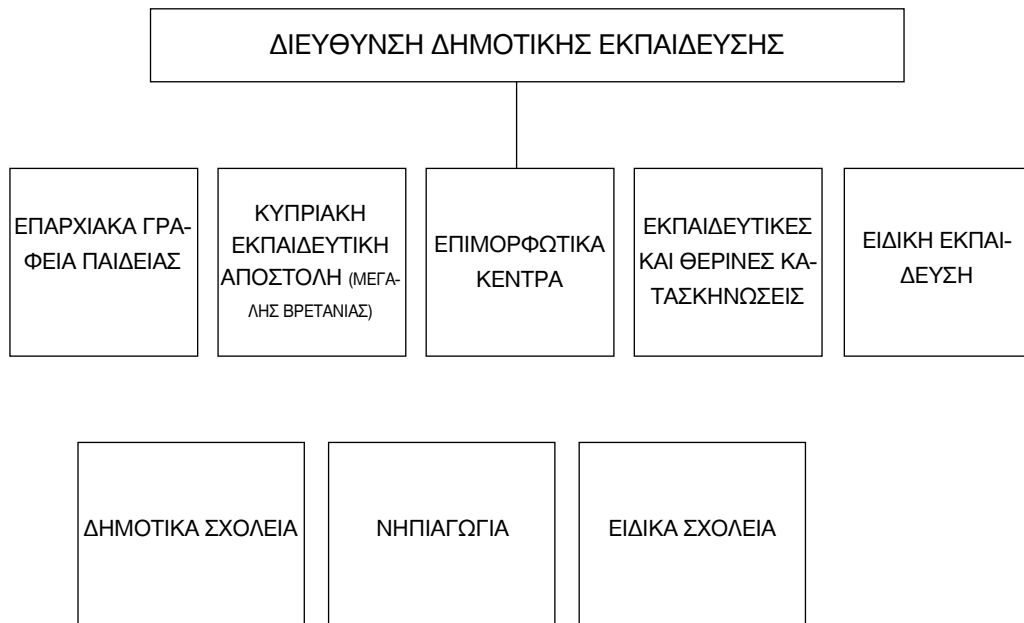 ΔΙΕΥΘΥΝΣΗ ΔΗΜΟΤΙΚΗΣ ΕΚΠΑΙΔΕΥΣΗΣ
ΕΠΑΡΧΙΑΚΑ ΓΡΑ-
ΦΕΙΑ ΠΑΙΔΕΙΑΣ
ΚΥΠΡΙΑΚΗ
ΕΚΠΑΙΔΕΥΤΙΚΗ
ΑΠΟΣΤΟΛΗ (ΜΕΓΑ-
ΛΗΣ ΒΡΕΤΑΝΙΑΣ)
ΕΠΙΜΟΡΦΩΤΙΚΑ
ΚΕΝΤΡΑ
ΕΚΠΑΙΔΕΥΤΙΚΕΣ
ΚΑΙ ΘΕΡΙΝΕΣ ΚΑ-
ΤΑΣΚΗΝΩΣΕΙΣ
ΕΙΔΙΚΗ ΕΚΠΑΙ-
ΔΕΥΣΗ
ΔΗΜΟΤΙΚΑ ΣΧΟΛΕΙΑ
ΝΗΠΙΑΓΩΓΙΑ
ΕΙΔΙΚΑ ΣΧΟΛΕΙΑ